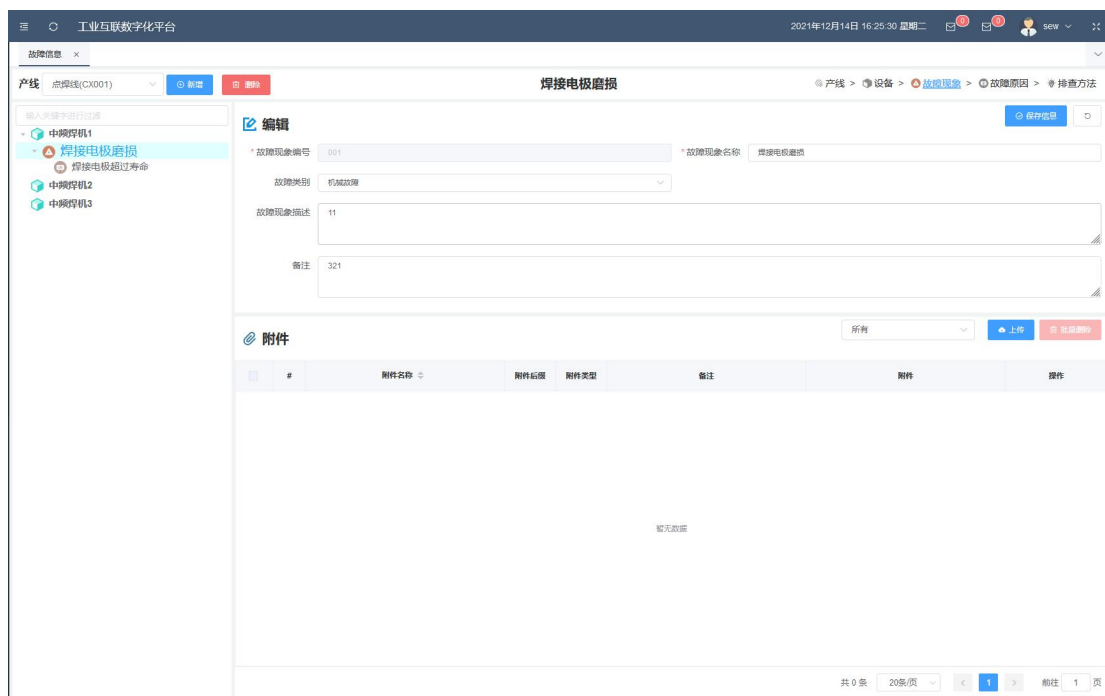 工业互联数字化平台 2021年12月14日 16:25:30 星期二 0 0 sew
故障信息 ×
产线 点焊线(CX001) 新增 删除 焊接电极磨损 产线 > 设备 > 故障现象 > 故障原因 > 排查方法
输入关键字进行过滤
中频焊机1
焊接电极磨损
焊接电极超过寿命
中频焊机2
中频焊机3
编辑 保存信息
*故障现象编号 001 *故障现象名称 焊接电极磨损
故障类别 机械故障
故障现象描述 11
备注 321
附件 所有 上传 批量删除
# 附件名称 附件后缀 附件类型 备注 附件 操作
暂无数据
共 0 条 20条/页 < 1 > 前往 1 页